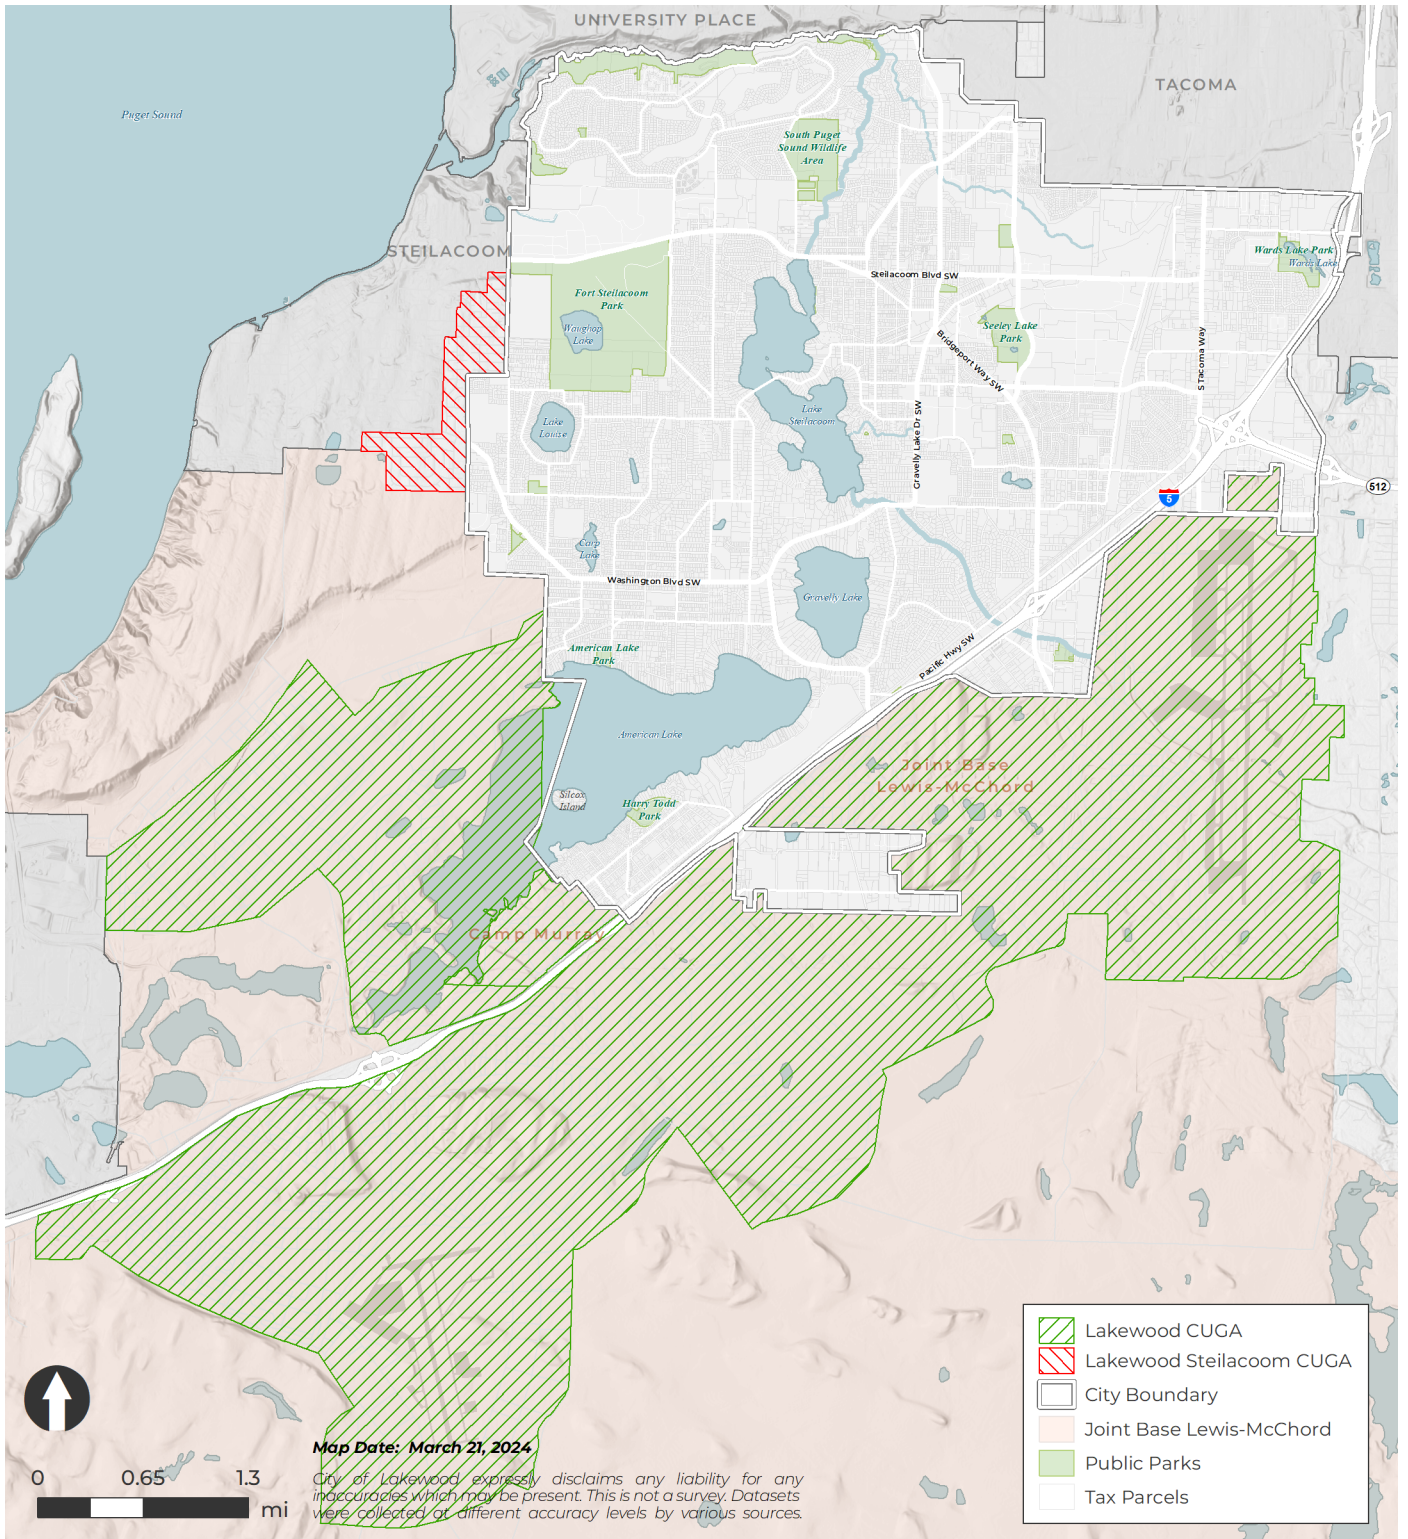 UNIVERSITY PLACE
TACOMA
Puget Sound
South Puget
Sound Wildlife
Area
STEILACOOM
Wards Lake Park
Wards Lake
Steilacoom Blvd SW
Fort Steilacoom
Park
Waughop
Lake
Seeley Lake
Park
Bridgeport Way SW
S Tacoma Way
Lake
Steilacoom
Gravelly Lake Dr SW
Lake
Louise
512
5
Carp
Lake
Washington Blvd SW
Gravelly Lake
American Lake
Park
Pacific Hwy SW
American Lake
Joint Base
Lewis-McChord
Silcox
Island
Harry Todd
Park
Camp Murray
Lakewood CUGA
Lakewood Steilacoom CUGA
City Boundary
Joint Base Lewis-McChord
Public Parks
Tax Parcels
Map Date: March 21, 2024
0 0.65 1.3
mi
City of Lakewood expressly disclaims any liability for any
inaccuracies which may be present. This is not a survey. Datasets
were collected at different accuracy levels by various sources.